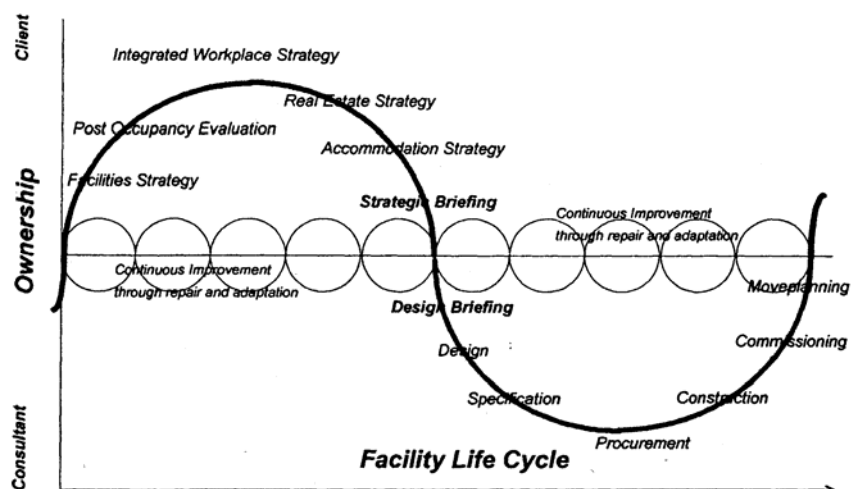 Client
Integrated Workplace Strategy
Real Estate Strategy
Post Occupancy Evaluation
Accommodation Strategy
Facilities Strategy
Strategic Briefing
Continuous Improvement
through repair and adaptation
Ownership
Continuous Improvement
through repair and adaptation
Moveplanning
Design Briefing
Commissioning
Design
Specification
Constrcction
Procurement
Consultant
Facility Life Cycle